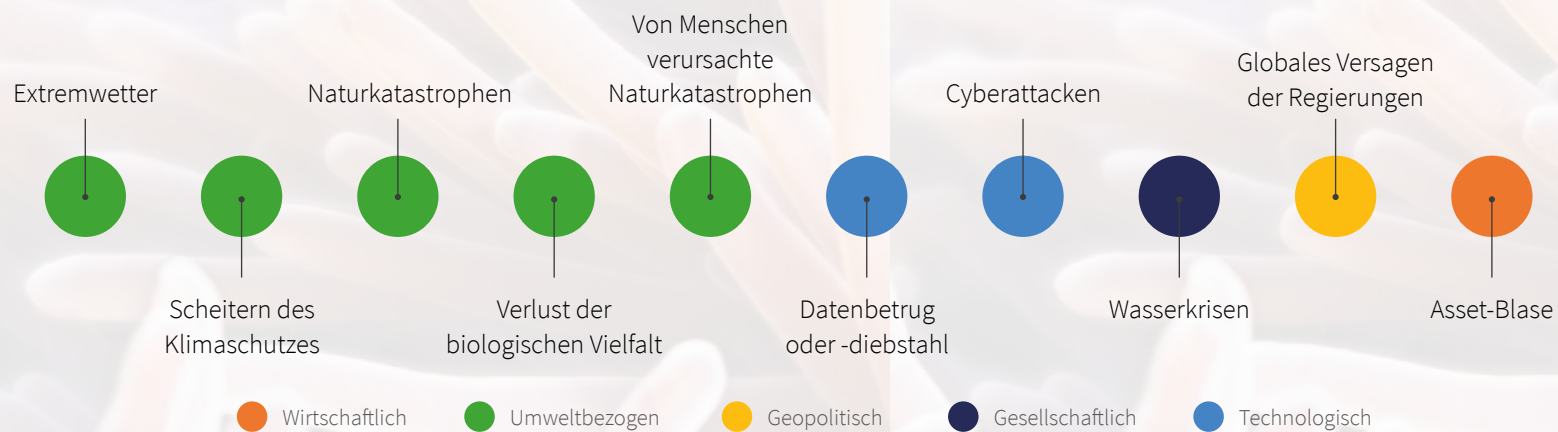 Extremwetter
Scheitern des
Klimaschutzes
Naturkatastrophen
Verlust der
biologischen Vielfalt
Von Menschen
verursachte
Naturkatastrophen
Datenbetrug
oder -diebstahl
Cyberattacken
Wasserkrisen
Globales Versagen
der Regierungen
Asset-Blase
Wirtschaftlich
Umweltbezogen
Geopolitisch
Gesellschaftlich
Technologisch